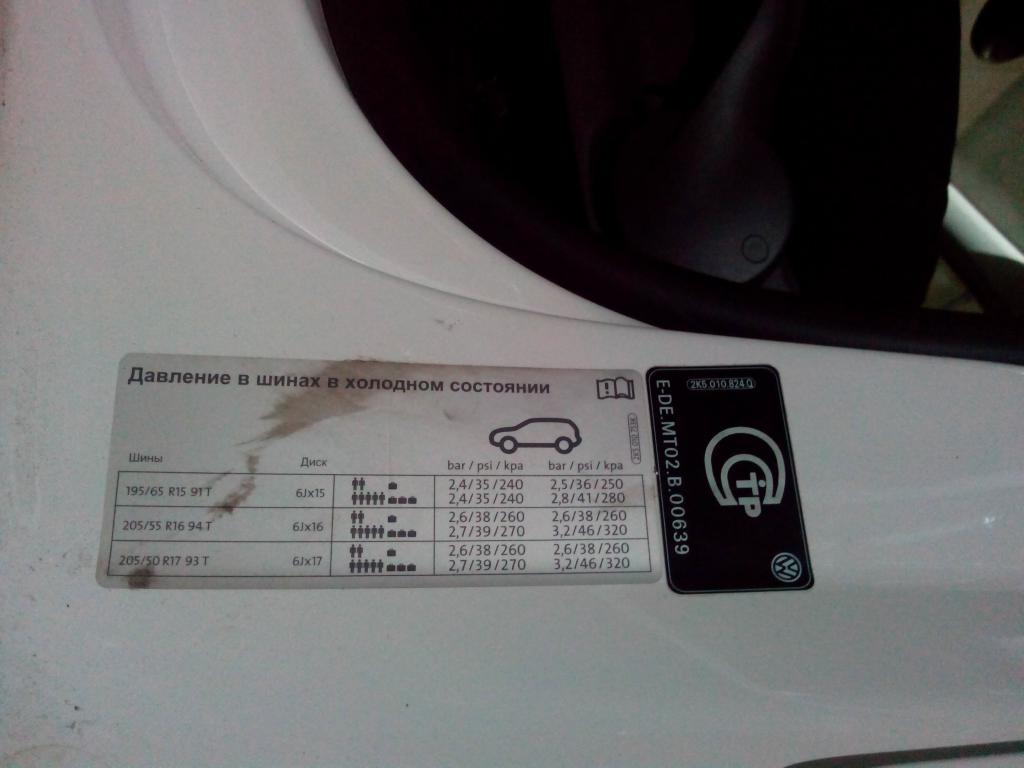 Давление в шинах в холодном состоянии
Шины Диск bar / psi / kpa bar / psi / kpa
195/65 R15 91 T 6Jx15 2,4/35/240 2,5/36/250
2,4/35/240 2,8/41/280
205/55 R16 94 T 6Jx16 2,6/38/260 2,6/38/260
2,7/39/270 3,2/46/320
205/50 R17 93 T 6Jx17 2,6/38/260 2,6/38/260
2,7/39/270 3,2/46/320
2K5.010.824.Q
E-DE.MT02.B.00639
СТР
VW